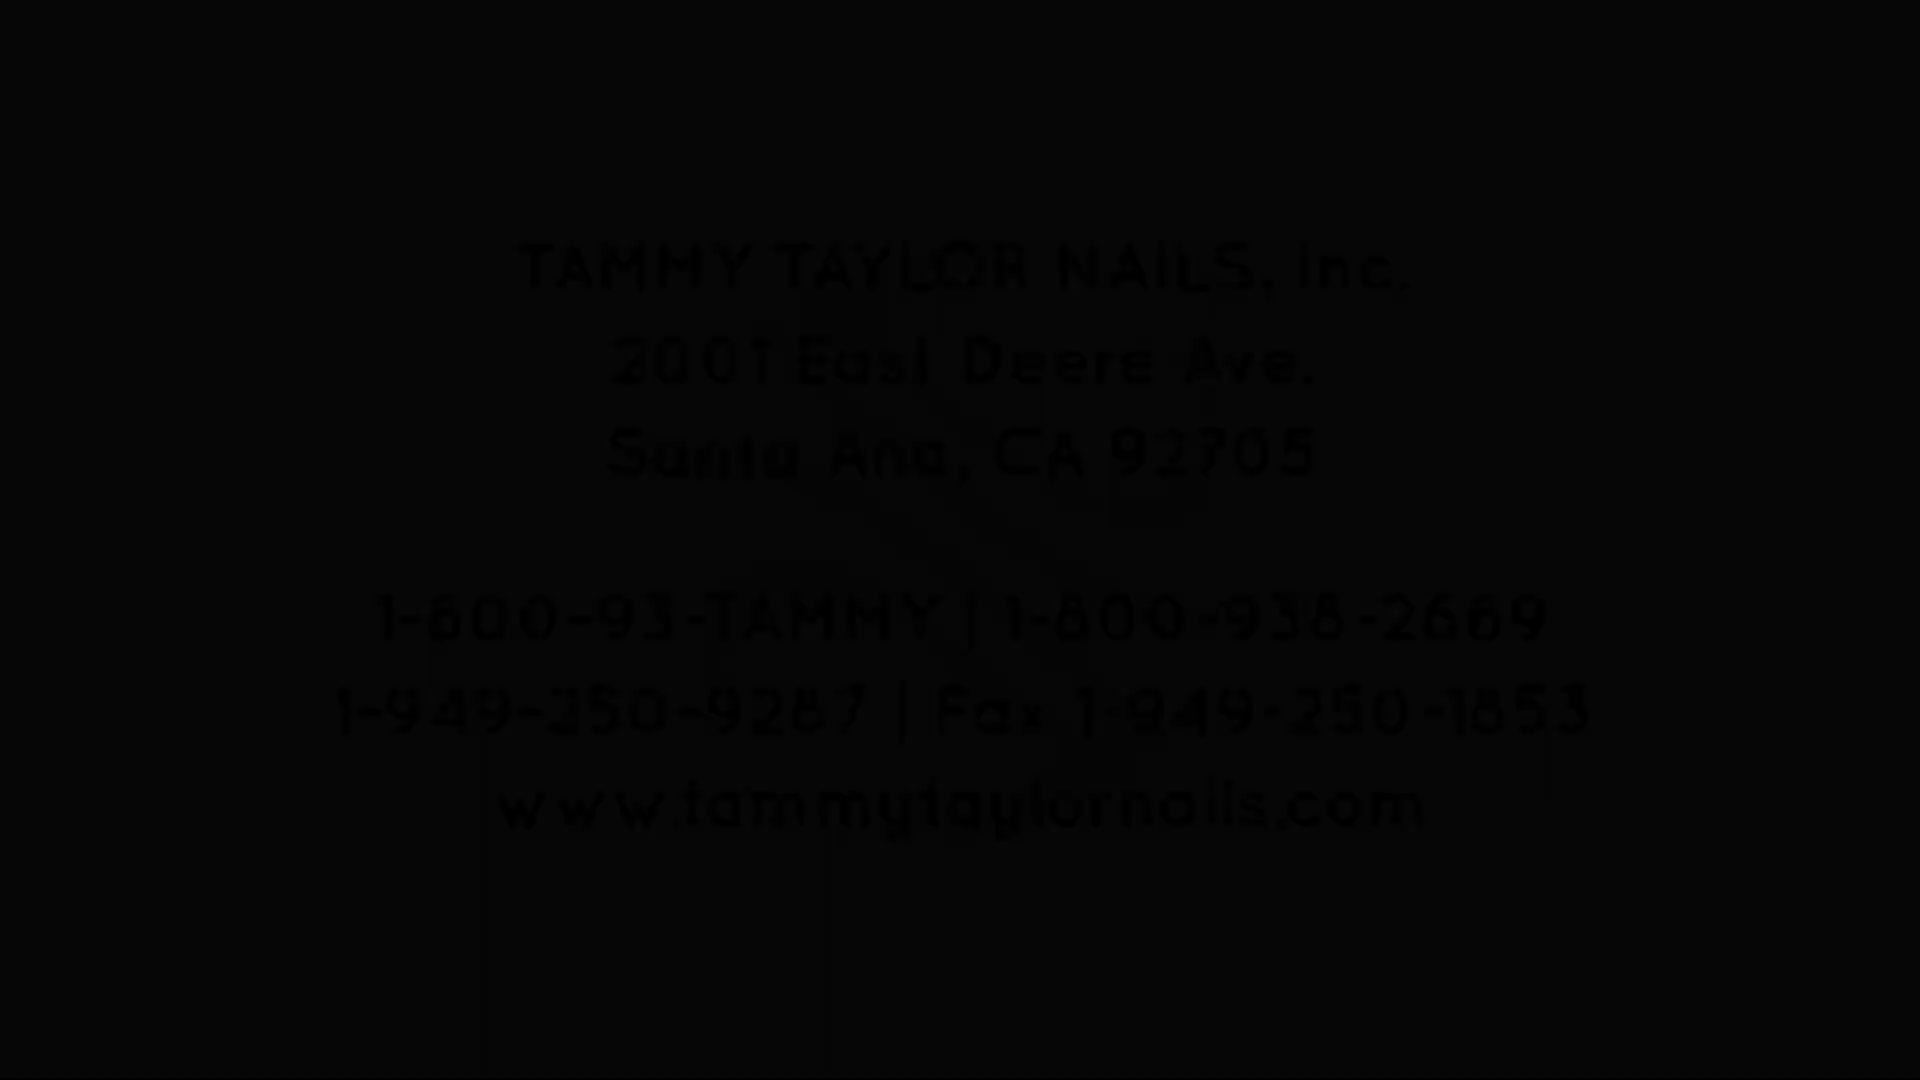 TAMMY TAYLOR NAILS, Inc.
2001 East Deere Ave.
Santa Ana, CA 92705
1-800-93-TAMMY | 1-800-938-2669
1-949-250-9287 | Fax 1-949-250-1853
www.tammytaylornails.com